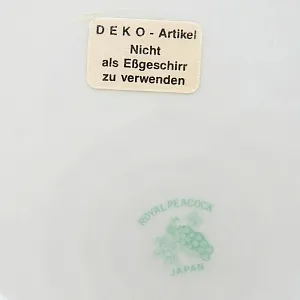 DEKO - Artikel
Nicht
als Eßgeschirr
zu verwenden
ROYAL PEACOCK
JAPAN